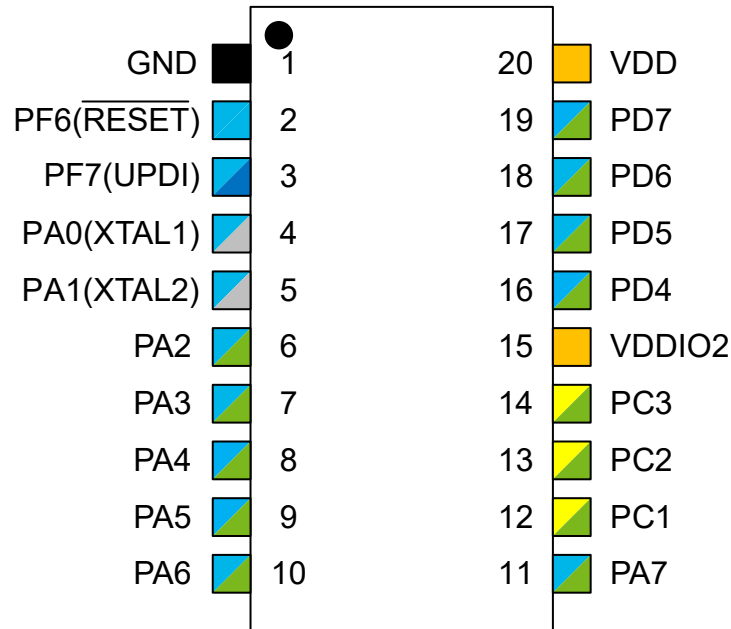 GND 1 20 VDD
PF6(RESET) 2 19 PD7
PF7(UPDI) 3 18 PD6
PA0(XTAL1) 4 17 PD5
PA1(XTAL2) 5 16 PD4
PA2 6 15 VDDIO2
PA3 7 14 PC3
PA4 8 13 PC2
PA5 9 12 PC1
PA6 10 11 PA7